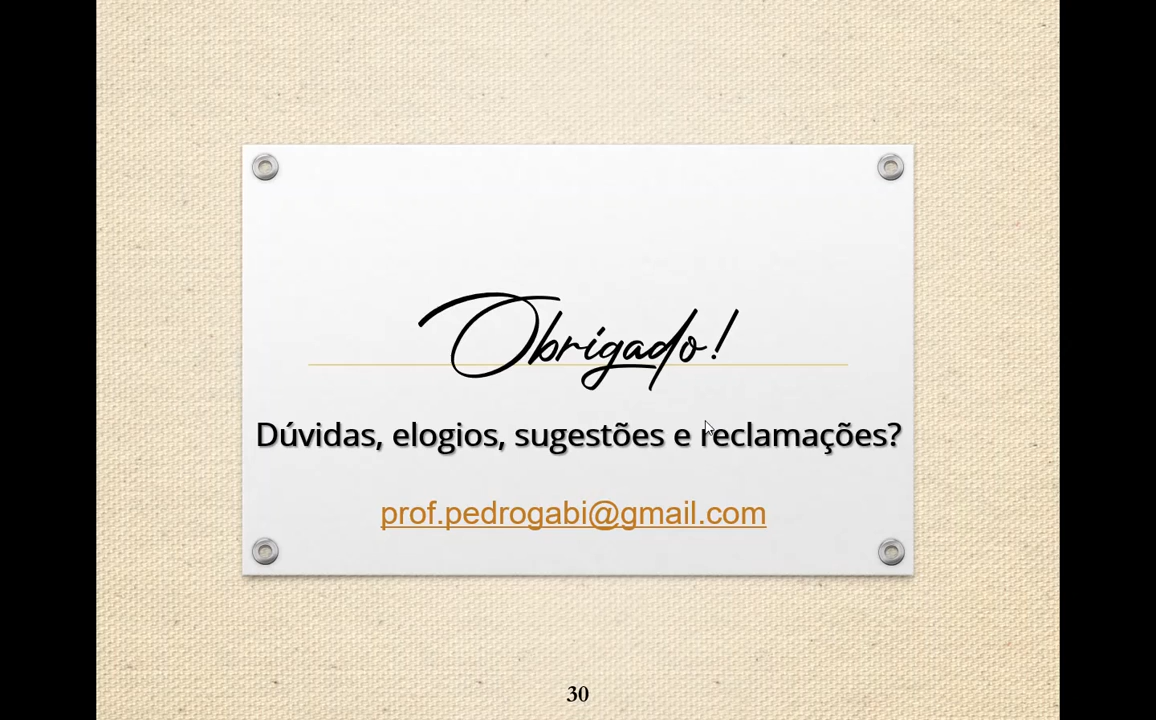 Obrigado!
Dúvidas, elogios, sugestões e reclamações?
prof.pedrogabi@gmail.com
30